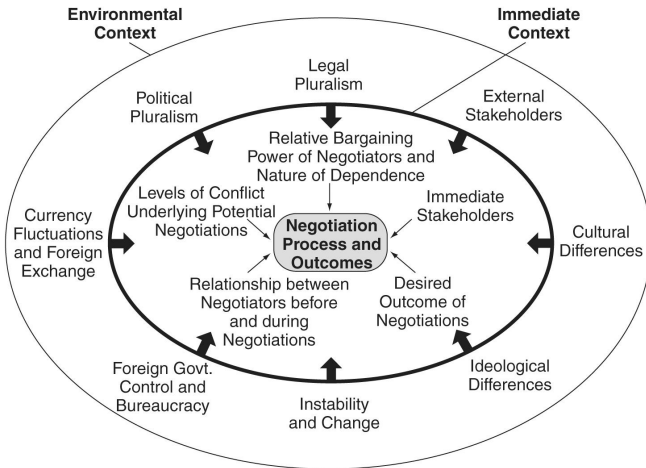 Environmental
Context
Immediate
Context
Legal
Pluralism
Political
Pluralism
External
Stakeholders
Relative Bargaining
Power of Negotiators and
Nature of Dependence
Levels of Conflict
Underlying Potential
Negotiations
Immediate
Stakeholders
Currency
Fluctuations
and Foreign
Exchange
Negotiation
Process and
Outcomes
Cultural
Differences
Relationship between
Negotiators before
and during
Negotiations
Desired
Outcome of
Negotiations
Foreign Govt.
Control and
Bureaucracy
Instability
and Change
Ideological
Differences